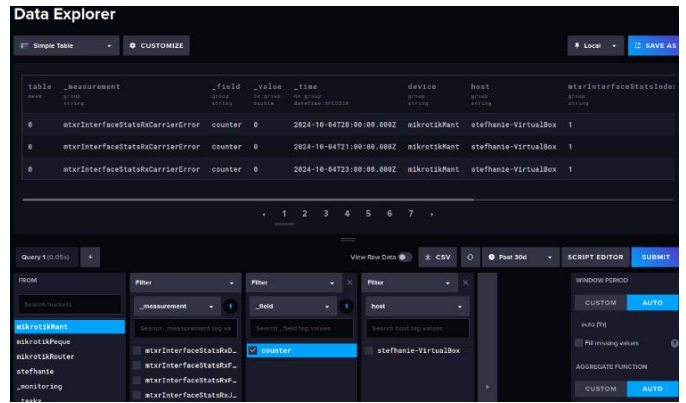 Data Explorer
Simple Table
CUSTOMIZE
Local
SAVE AS
table _measurement _field _value _time device host mtxrInterfaceStatsInde
group group no group no group group group group
string string double dateTime:RFC3339 string string string
0 mtxrInterfaceStatsRxCarrierError counter 0 2024-10-04T20:00:00.000Z mikrotikMant stefhanie-VirtualBox 1
0 mtxrInterfaceStatsRxCarrierError counter 0 2024-10-04T21:00:00.000Z mikrotikMant stefhanie-VirtualBox 1
0 mtxrInterfaceStatsRxCarrierError counter 0 2024-10-04T23:00:00.000Z mikrotikMant stefhanie-VirtualBox 1
1 2 3 4 5 6 7
Query 1 (0.05s)
+
View Raw Data
CSV
Past 30d
SCRIPT EDITOR
SUBMIT
FROM
Search buckets
mikrotikMant
mikrotikPeque
mikrotikRouter
stefhanie
_monitoring
_tasks
Filter
_measurement
1
Search _measurement tag va
mtxrInterfaceStatsRxD...
mtxrInterfaceStatsRxF...
mtxrInterfaceStatsRxF...
mtxrInterfaceStatsRxJ...
Filter
_field
1
Search _field tag values
counter
Filter
host
Search host tag values
stefhanie-VirtualBox
+
WINDOW PERIOD
CUSTOM
AUTO
auto (1h)
Fill missing values
AGGREGATE FUNCTION
CUSTOM
AUTO